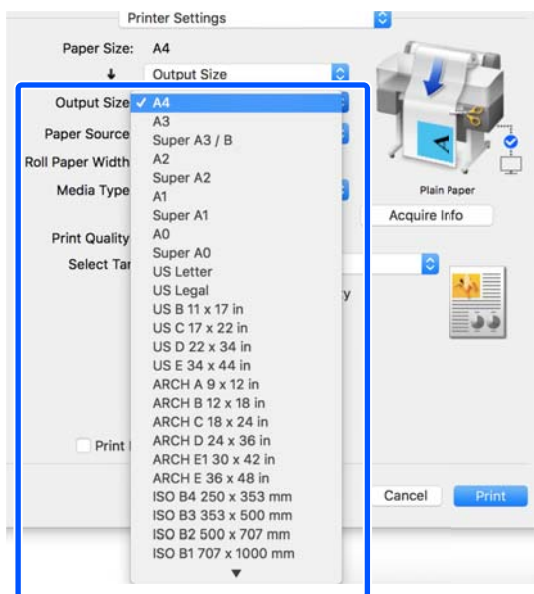 Printer Settings
Paper Size: A4
Output Size
Output Size ✓ A4
A3
Paper Source
Super A3 / B
Roll Paper Width
A2
Super A2
Media Type
A1
Plain Paper
Super A1
Acquire Info
A0
Print Quality
Super A0
Select Tar
US Letter
US Legal
y
US B 11 x 17 in
US C 17 x 22 in
US D 22 x 34 in
US E 34 x 44 in
ARCH A 9 x 12 in
ARCH B 12 x 18 in
ARCH C 18 x 24 in
ARCH D 24 x 36 in
Print
ARCH E1 30 x 42 in
ARCH E 36 x 48 in
ISO B4 250 x 353 mm
Cancel Print
ISO B3 353 x 500 mm
ISO B2 500 x 707 mm
ISO B1 707 x 1000 mm